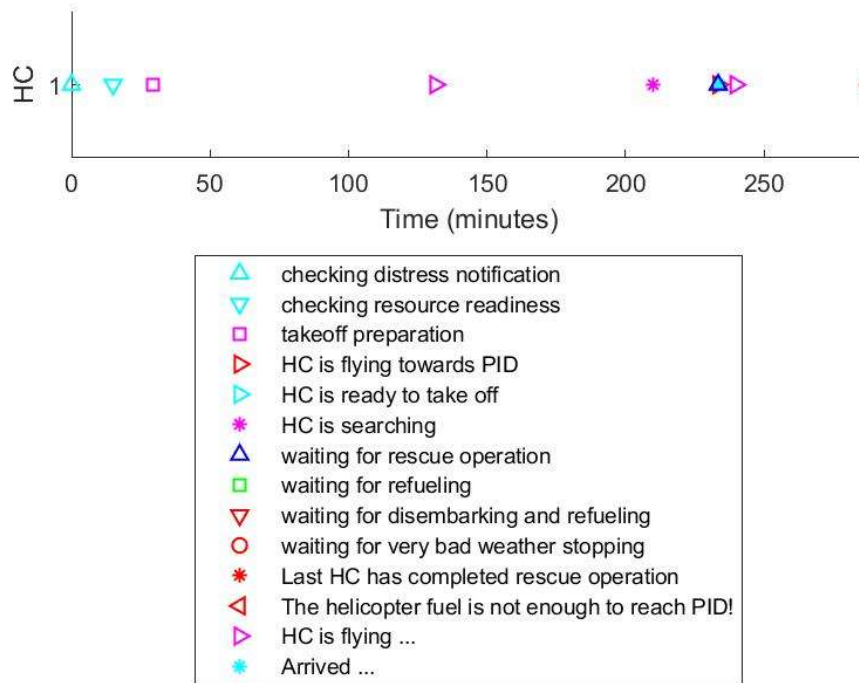 HC
1
0 50 100 150 200 250
Time (minutes)
checking distress notification
checking resource readiness
takeoff preparation
HC is flying towards PID
HC is ready to take off
HC is searching
waiting for rescue operation
waiting for refueling
waiting for disembarking and refueling
waiting for very bad weather stopping
Last HC has completed rescue operation
The helicopter fuel is not enough to reach PID!
HC is flying ...
Arrived ...